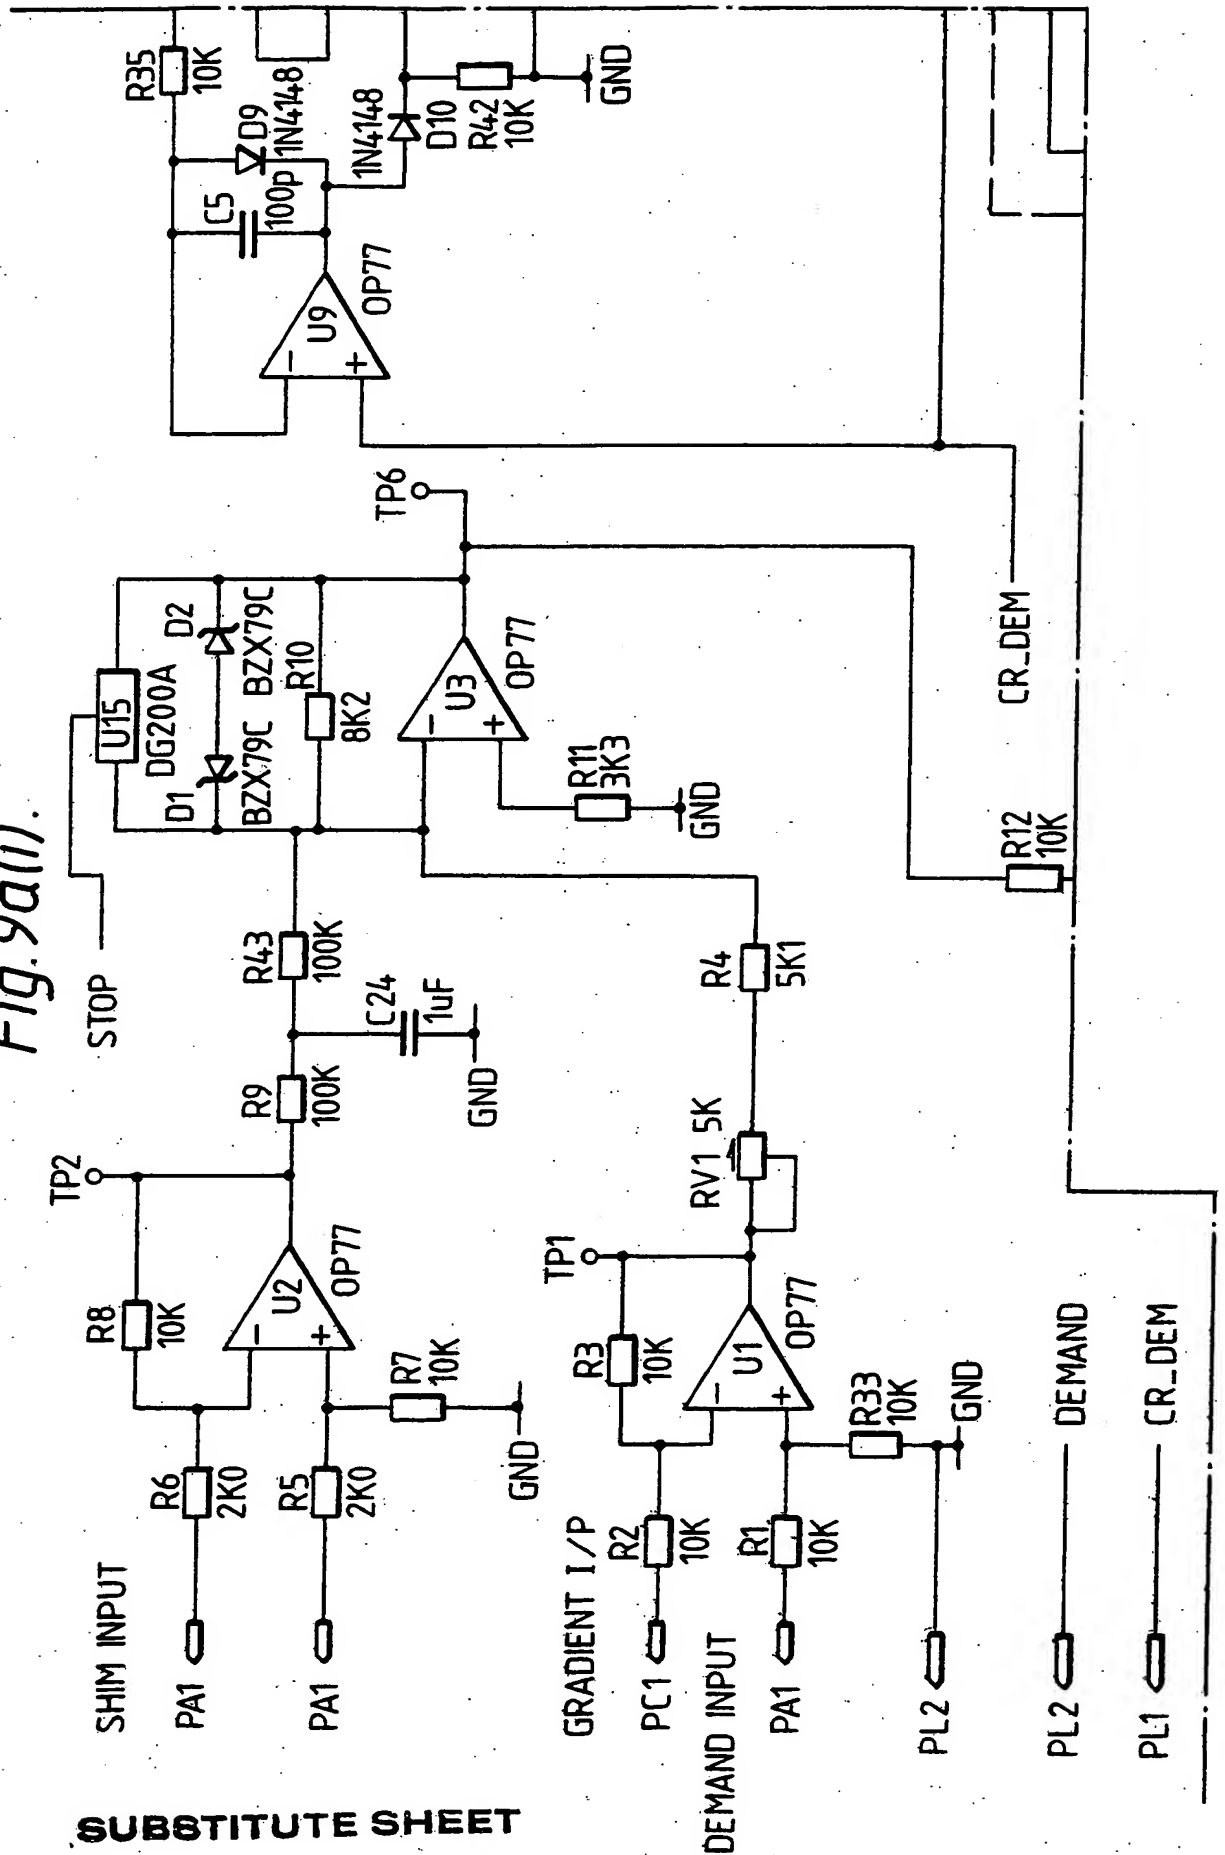 Fig.9a(i).
STOP
U15
DG200A
D1
BZX79C
D2
BZX79C
R10
8K2
TP2
R8
10K
R9
100K
R43
100K
C24
1uF
GND
SHIM INPUT
PA1
R6
2K0
PA1
R5
2K0
U2
-
+
OP77
R7
10K
GND
U3
-
+
OP77
R11
3K3
GND
TP6
R35
10K
D9
1N4148
C5
100p
1N4148
D10
R42
10K
GND
U9
-
+
OP77
GRADIENT I/P
PC1
R2
10K
DEMAND INPUT
PA1
R1
10K
TP1
R3
10K
U1
-
+
OP77
R33
10K
GND
PL2
RV1 5K
R4
5K1
R12
10K
CR_DEM
PL2
DEMAND
PL1
CR_DEM
SUBSTITUTE SHEET